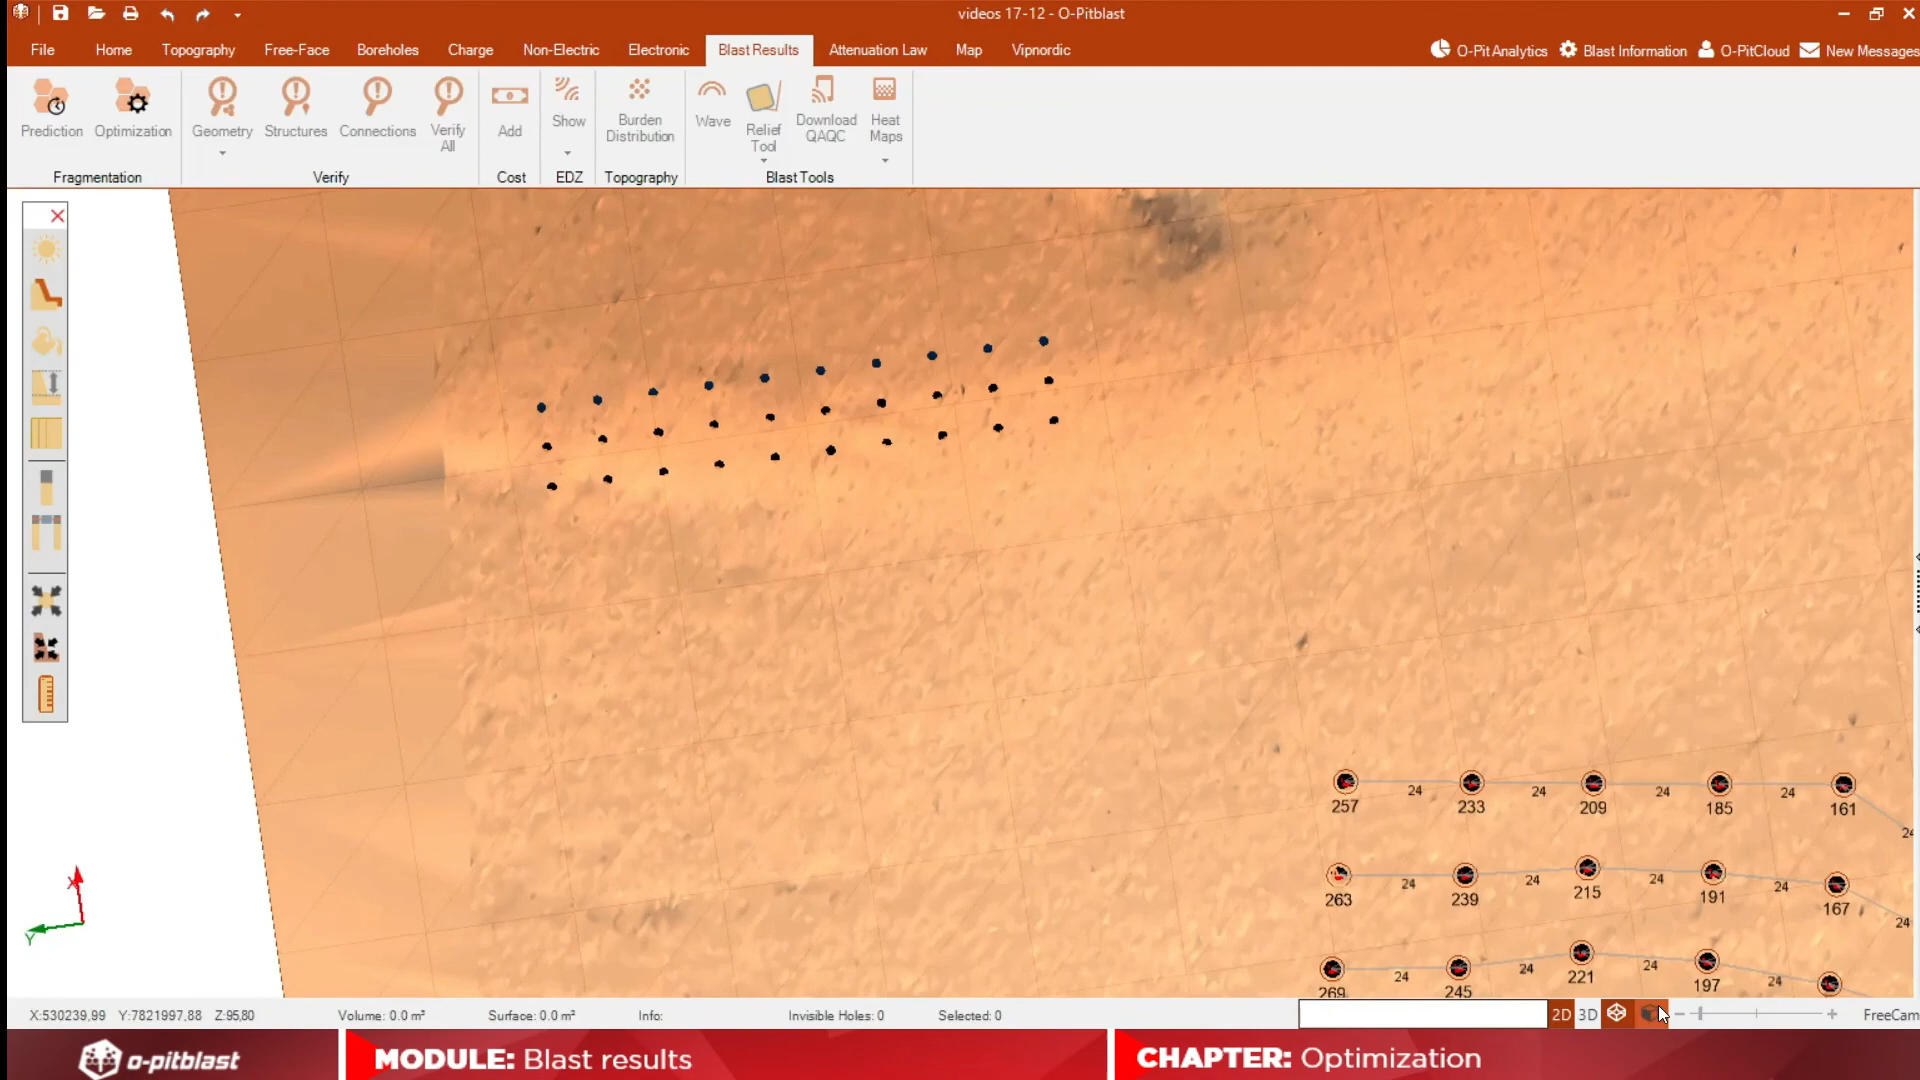 videos 17-12 - O-Pitblast
File Home Topography Free-Face Boreholes Charge Non-Electric Electronic Blast Results Attenuation Law Map Vipnordic O-Pit Analytics Blast Information O-PitCloud New Messages
Prediction Optimization Geometry Structures Connections Verify All Add Show Burden Distribution Wave Relief Tool Download QAQC Heat Maps
Fragmentation Verify Cost EDZ Topography Blast Tools
24 24 24 24
257 233 209 185 161
24
24 24 24 24
263 239 215 191 167
24
24 24 24 24
269 245 221 197
X
Y
X:530239,99 Y:7821997,88 Z:95,80 Volume: 0.0 m³ Surface: 0.0 m² Info: Invisible Holes: 0 Selected: 0 2D 3D FreeCam
o-pitblast MODULE: Blast results CHAPTER: Optimization